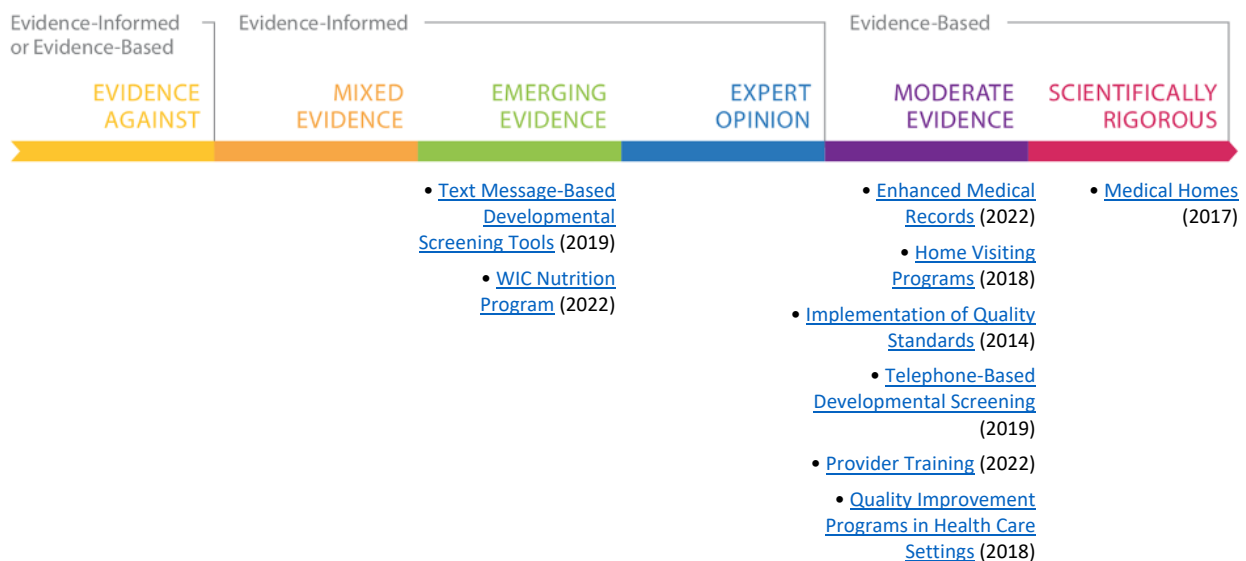 Evidence-Informed
or Evidence-Based
Evidence-Informed
Evidence-Based
EVIDENCE
AGAINST
MIXED
EVIDENCE
EMERGING
EVIDENCE
EXPERT
OPINION
MODERATE
EVIDENCE
SCIENTIFICALLY
RIGOROUS
• Text Message-Based
Developmental
Screening Tools (2019)
• WIC Nutrition
Program (2022)
• Enhanced Medical
Records (2022)
• Home Visiting
Programs (2018)
• Implementation of Quality
Standards (2014)
• Telephone-Based
Developmental Screening
(2019)
• Provider Training (2022)
• Quality Improvement
Programs in Health Care
Settings (2018)
• Medical Homes
(2017)